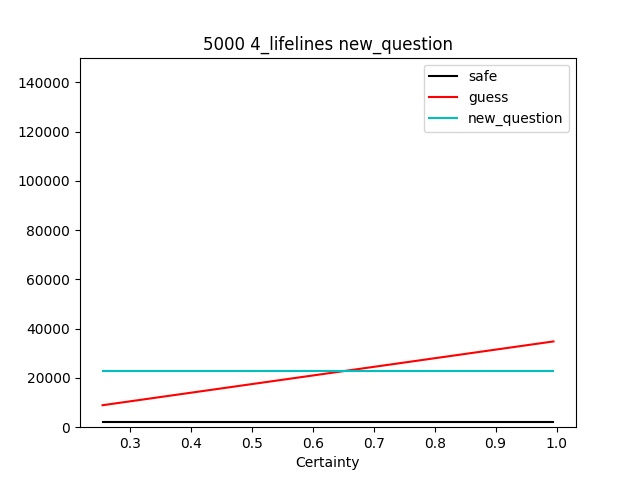 5000 4_lifelines new_question
safe
guess
new_question
140000
120000
100000
80000
60000
40000
20000
0
0.3 0.4 0.5 0.6 0.7 0.8 0.9 1.0
Certainty